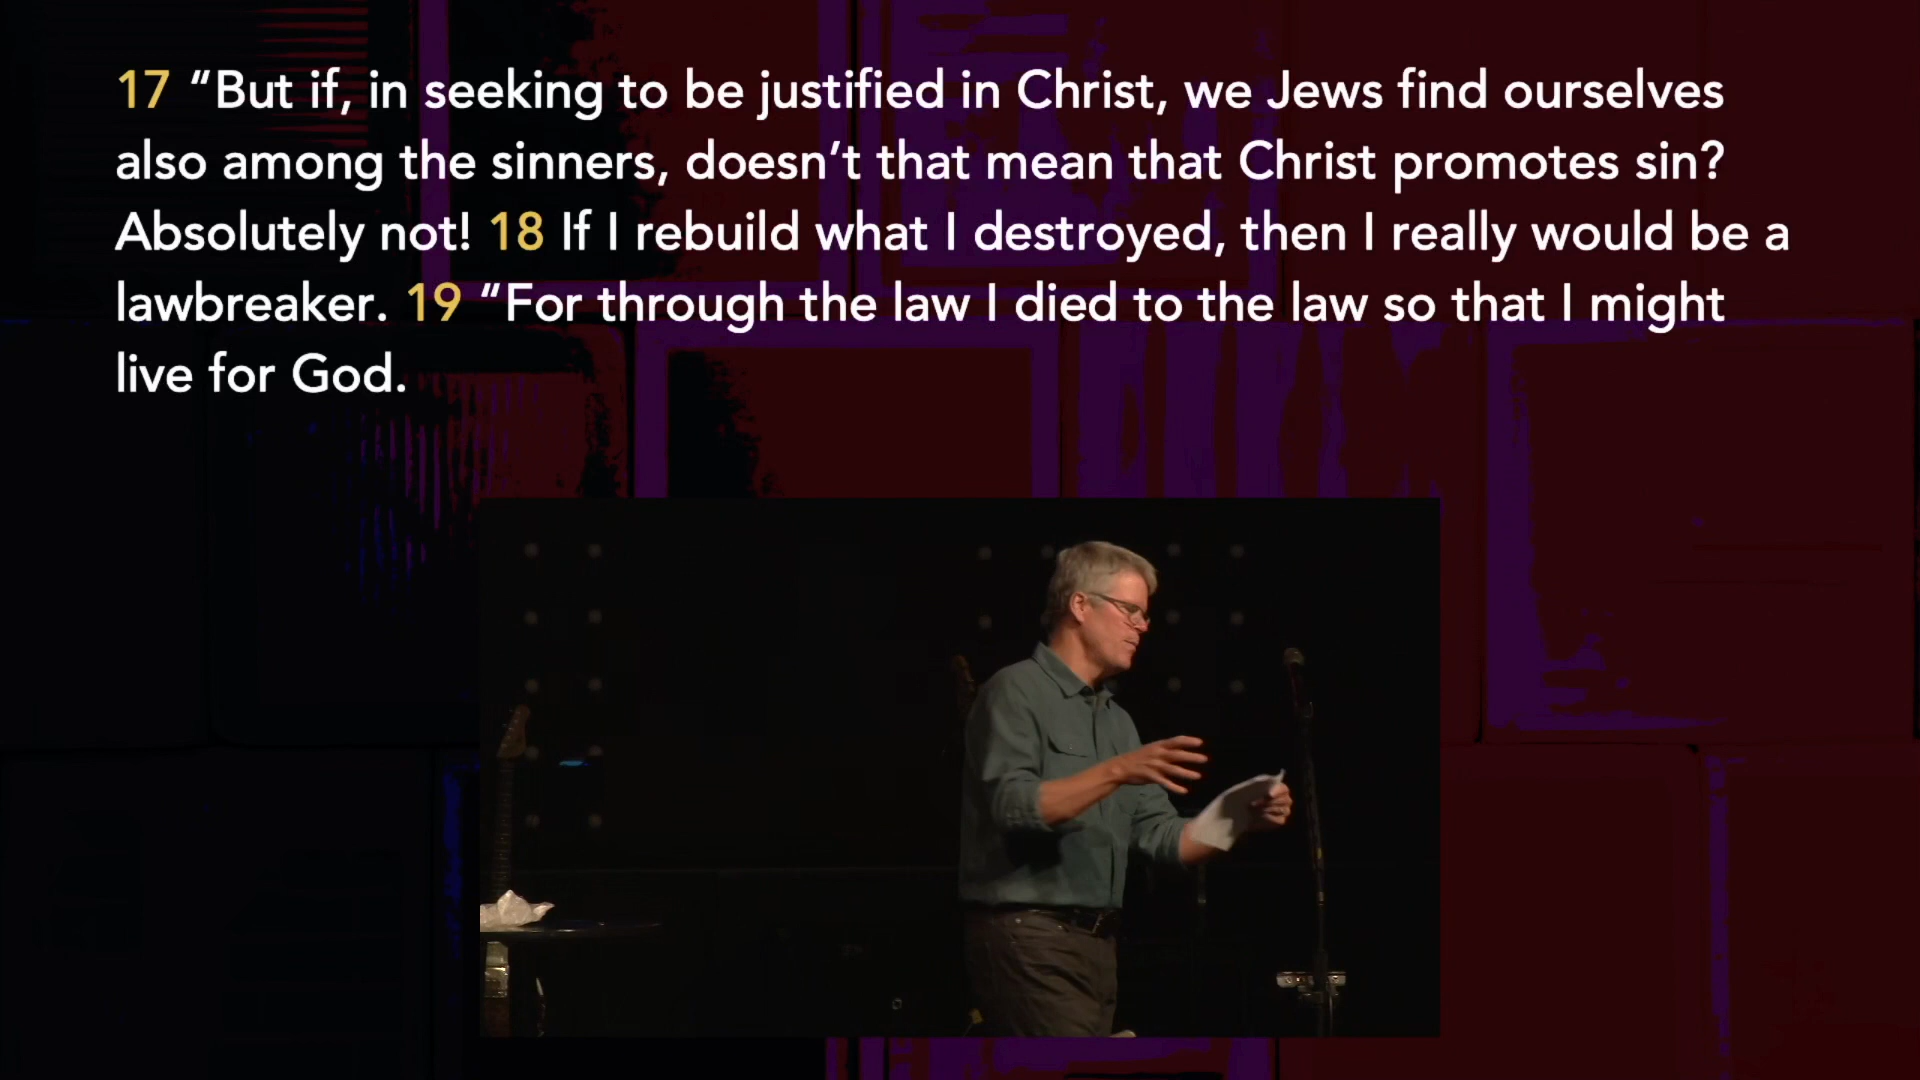 17 “But if, in seeking to be justified in Christ, we Jews find ourselves
also among the sinners, doesn’t that mean that Christ promotes sin?
Absolutely not! 18 If I rebuild what I destroyed, then I really would be a
lawbreaker. 19 “For through the law I died to the law so that I might
live for God.